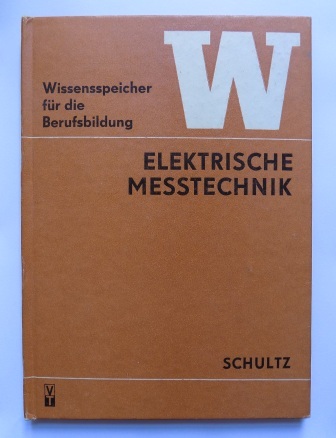 W
Wissensspeicher
für die
Berufsbildung
ELEKTRISCHE
MESSTECHNIK
SCHULTZ
VT